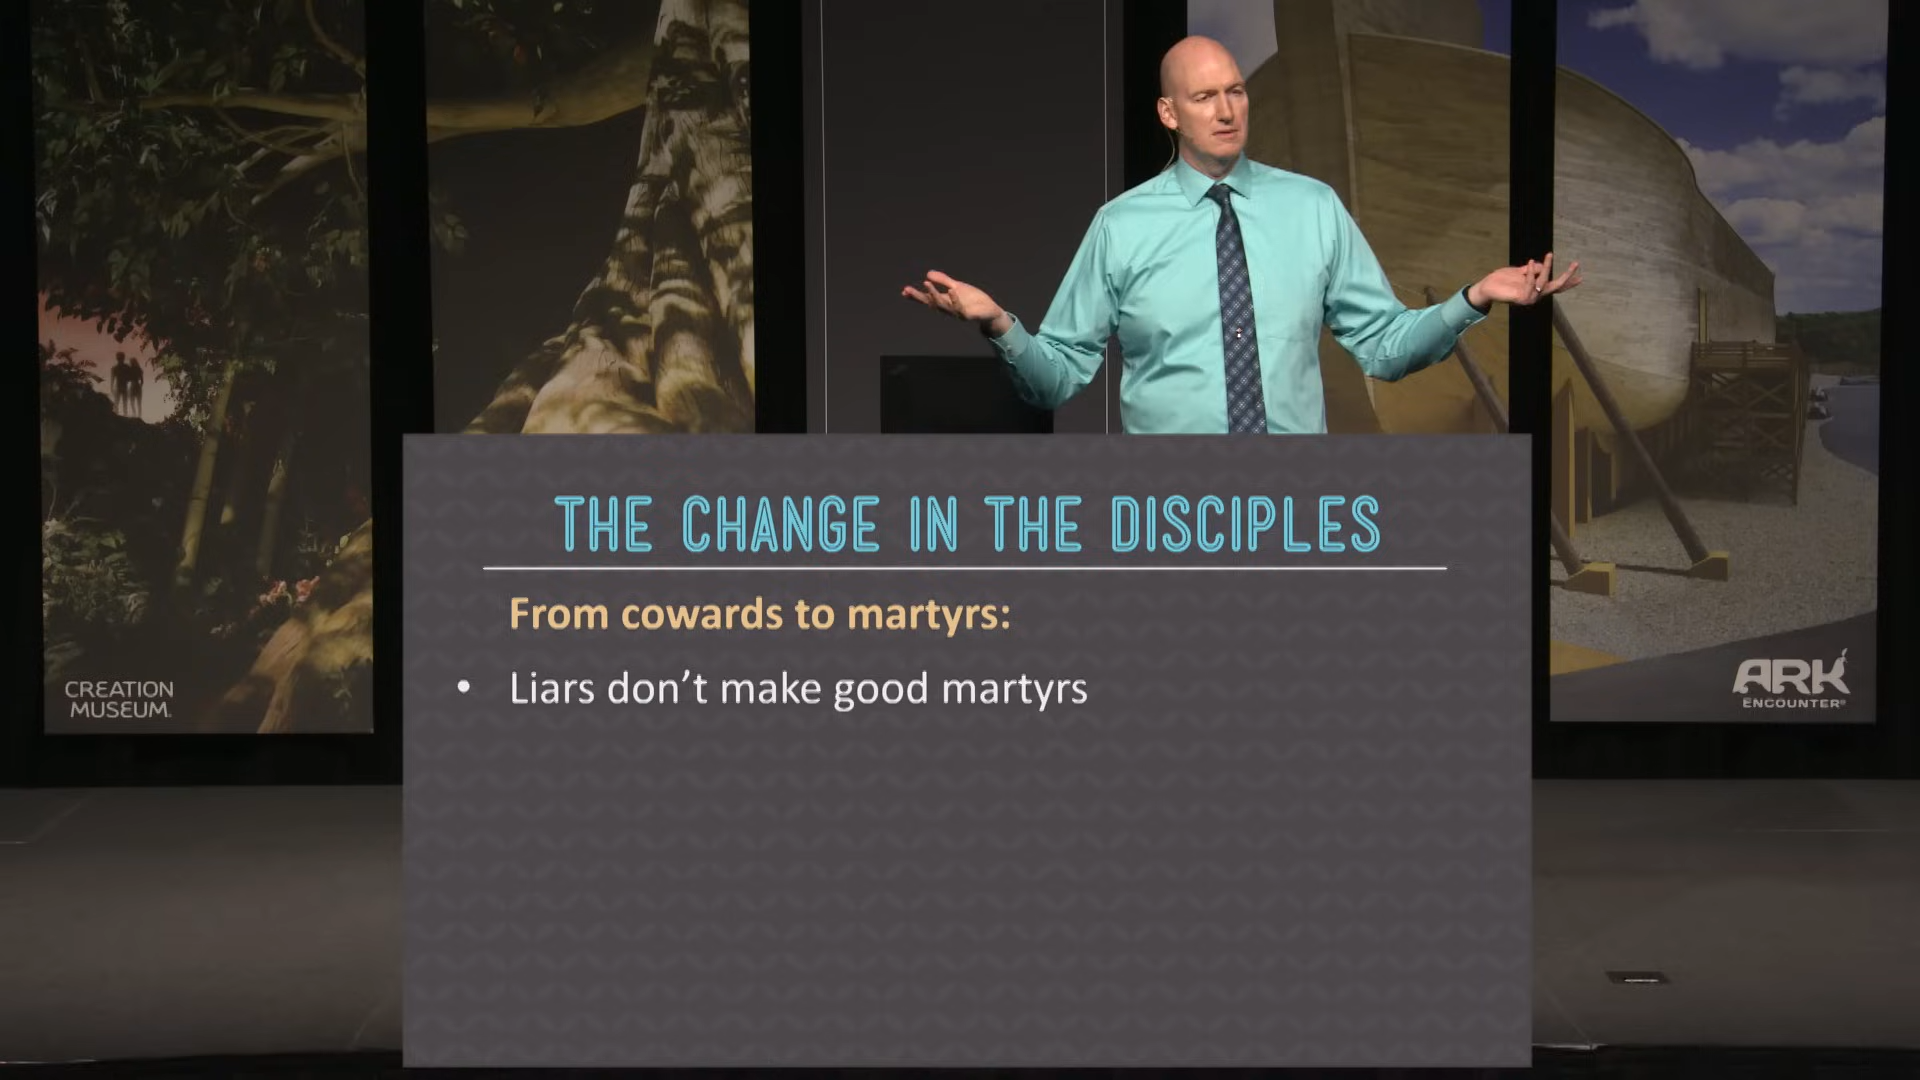 THE CHANGE IN THE DISCIPLES
From cowards to martyrs:
• Liars don't make good martyrs
CREATION
MUSEUM
ARK
ENCOUNTER